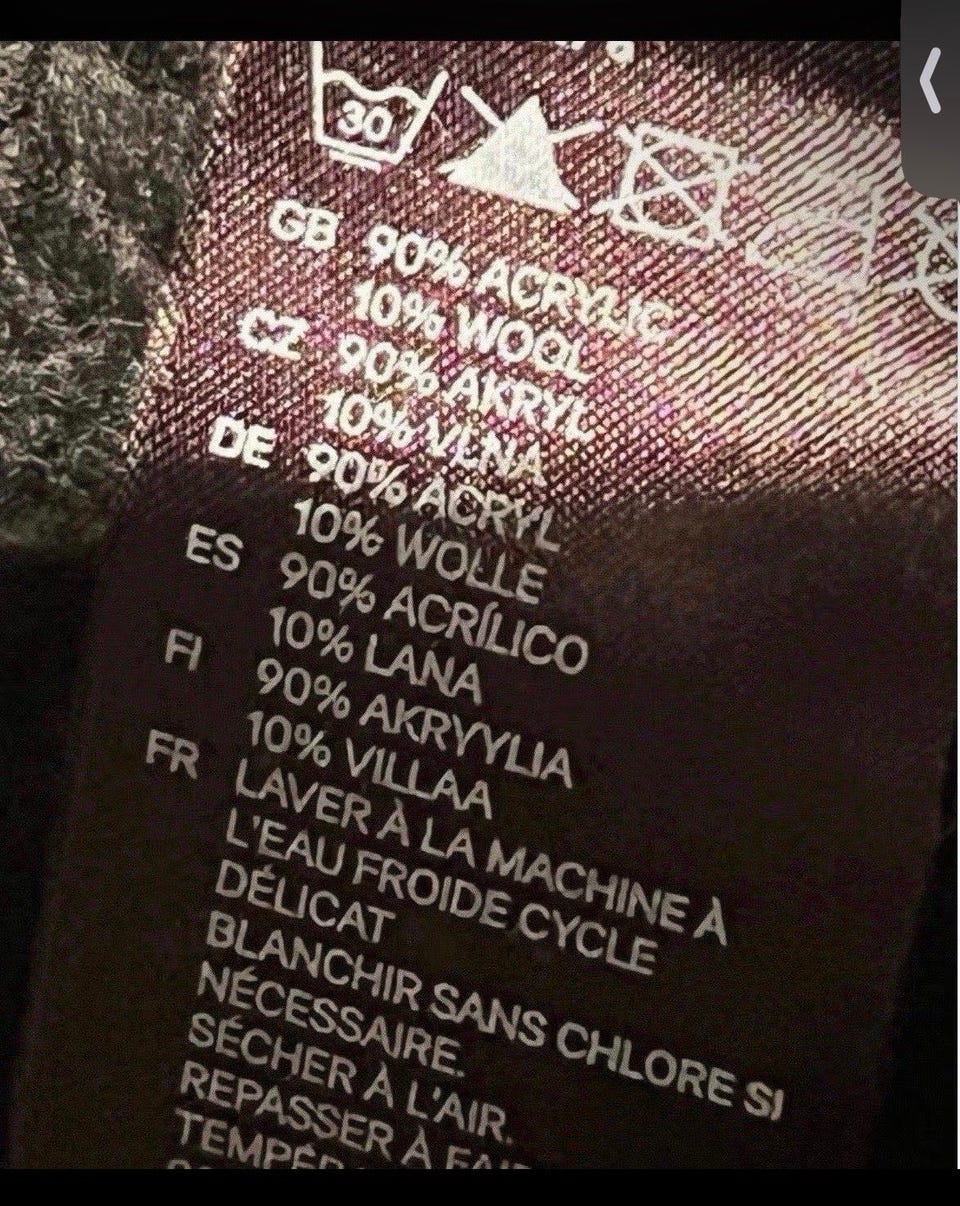 30
GB 90% ACRYLIC
10% WOOL
CZ 90% AKRYL
10% VLNA
DE 90% ACRYL
10% WOLLE
ES 90% ACRÍLICO
10% LANA
FI 90% AKRYYLIA
10% VILLAA
FR LAVER À LA MACHINE À
L'EAU FROIDE CYCLE
DÉLICAT
BLANCHIR SANS CHLORE SI
NÉCESSAIRE.
SÉCHER À L'AIR.
REPASSER À